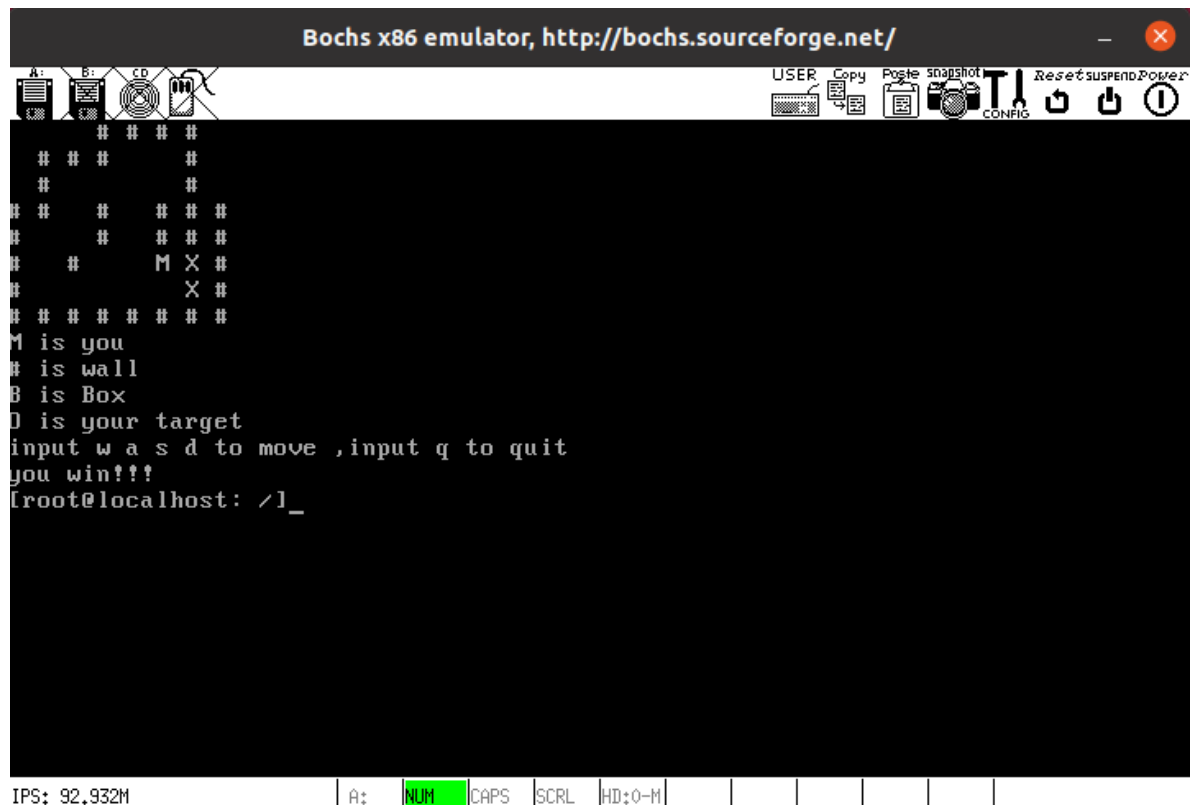 Bochs x86 emulator, http://bochs.sourceforge.net/
A: B: CD USER Copy Paste snapshot CONFIG Reset SUSPEND Power
      # # # #
  # # #     #
  #         #
# #   #   # # #
#     #   # # #
#   #     M X #
#           X #
# # # # # # # #
M is you
# is wall
B is Box
O is your target
input w a s d to move ,input q to quit
you win!!!
[root@localhost: /]_
IPS: 92.932M A: NUM CAPS SCRL HD:0-M